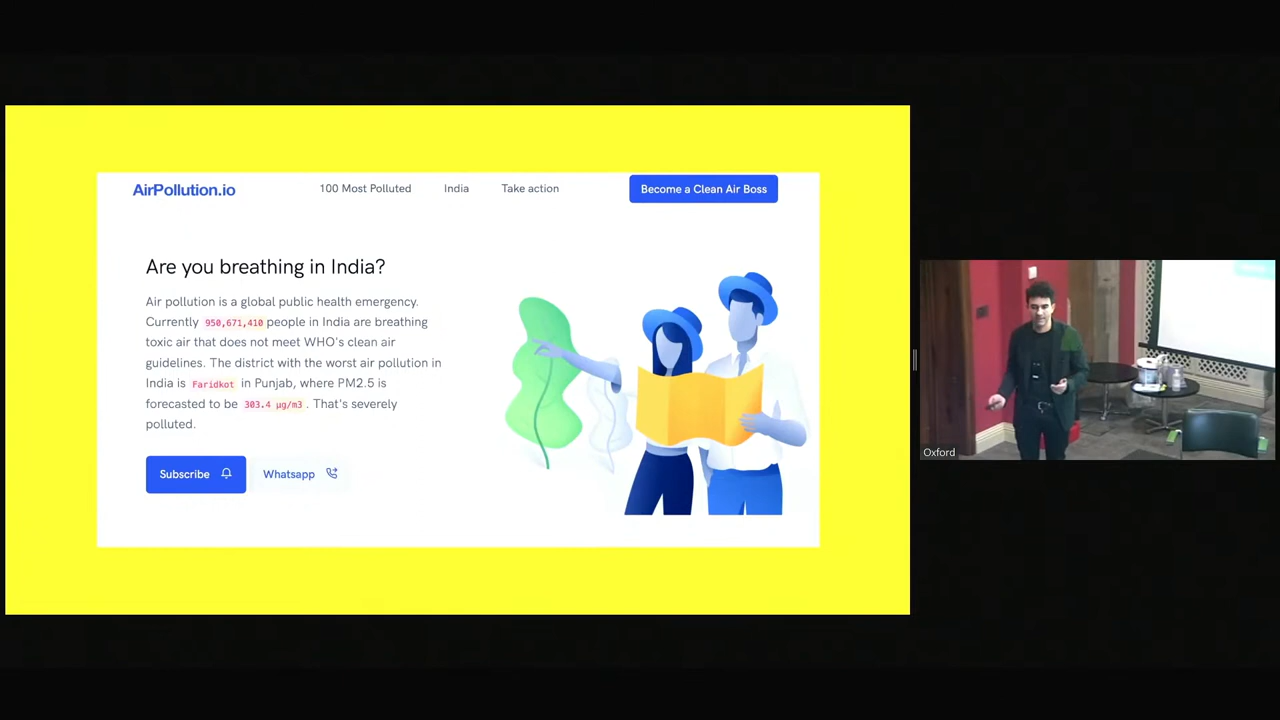 AirPollution.io
100 Most Polluted
India
Take action
Become a Clean Air Boss
Are you breathing in India?
Air pollution is a global public health emergency.
Currently 950,671,410 people in India are breathing
toxic air that does not meet WHO's clean air
guidelines. The district with the worst air pollution in
India is Faridkot in Punjab, where PM2.5 is
forecasted to be 303.4 µg/m3. That's severely
polluted.
Subscribe
Whatsapp
Oxford